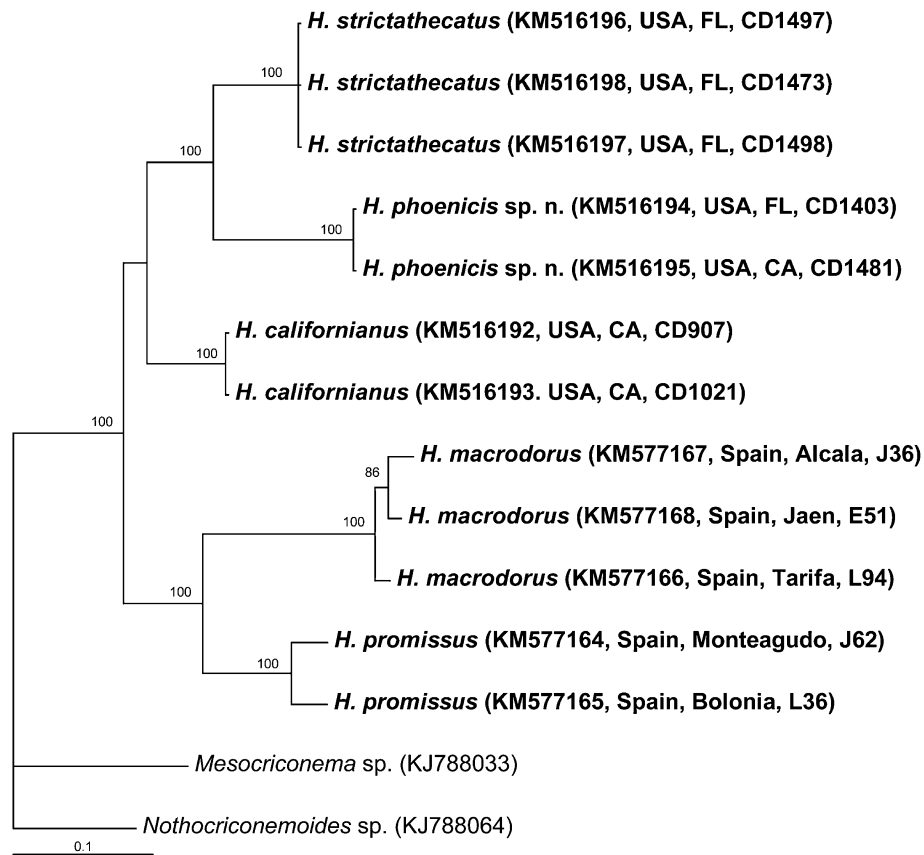 H. strictathecatus (KM516196, USA, FL, CD1497)
100
H. strictathecatus (KM516198, USA, FL, CD1473)
100
H. strictathecatus (KM516197, USA, FL, CD1498)
H. phoenicis sp. n. (KM516194, USA, FL, CD1403)
100
H. phoenicis sp. n. (KM516195, USA, CA, CD1481)
H. californianus (KM516192, USA, CA, CD907)
100
H. californianus (KM516193. USA, CA, CD1021)
100
H. macrodorus (KM577167, Spain, Alcala, J36)
86
H. macrodorus (KM577168, Spain, Jaen, E51)
100
H. macrodorus (KM577166, Spain, Tarifa, L94)
100
H. promissus (KM577164, Spain, Monteagudo, J62)
100
H. promissus (KM577165, Spain, Bolonia, L36)
Mesocriconema sp. (KJ788033)
Nothocriconemoides sp. (KJ788064)
0.1